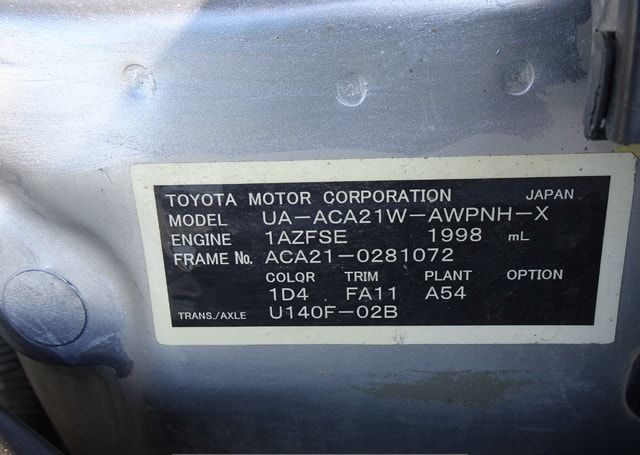 TOYOTA MOTOR CORPORATION JAPAN
MODEL UA-ACA21W-AWPNH-X
ENGINE 1AZFSE 1998 mL
FRAME No. ACA21-0281072
COLOR TRIM PLANT OPTION
1D4 FA11 A54
TRANS./AXLE U140F-02B